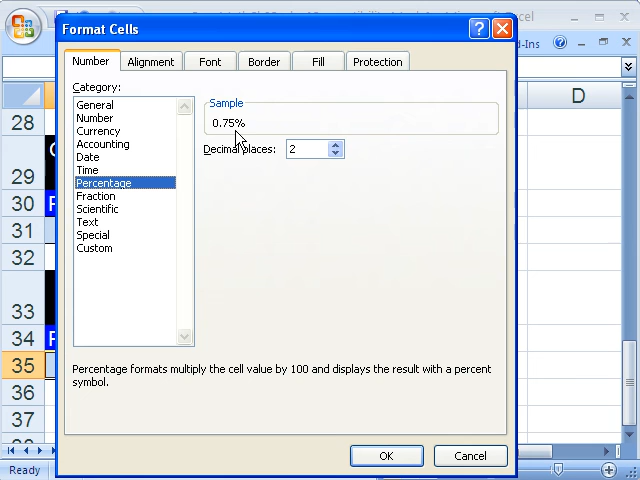 Format Cells
Excel
Number Alignment Font Border Fill Protection
d-Ins
Category:
General
Number
Currency
Accounting
Date
Time
Percentage
Fraction
Scientific
Text
Special
Custom
Sample
0.75%
Decimal places: 2
Percentage formats multiply the cell value by 100 and displays the result with a percent
symbol.
OK Cancel
D
28
29
30
31
32
33
34
35
36
37
Ready